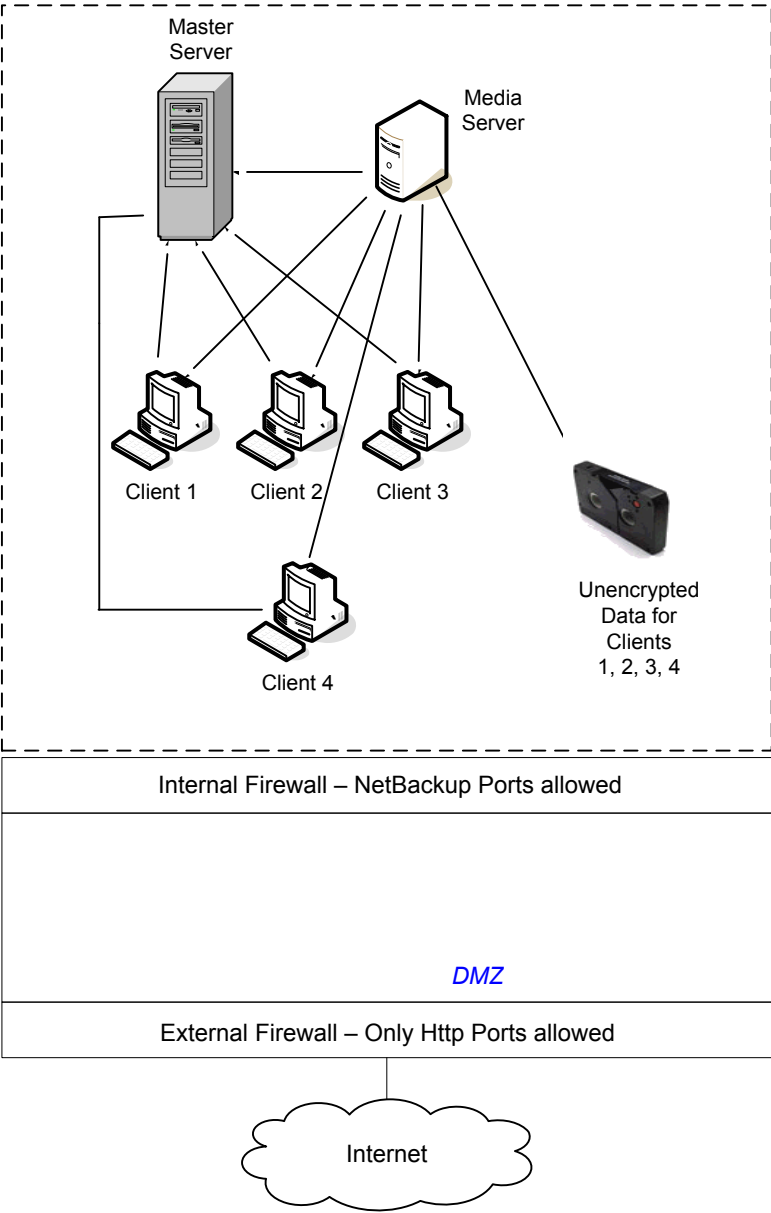 Master
Server
Media
Server
Client 1
Client 2
Client 3
Client 4
Unencrypted
Data for
Clients
1, 2, 3, 4
Internal Firewall – NetBackup Ports allowed
DMZ
External Firewall – Only Http Ports allowed
Internet